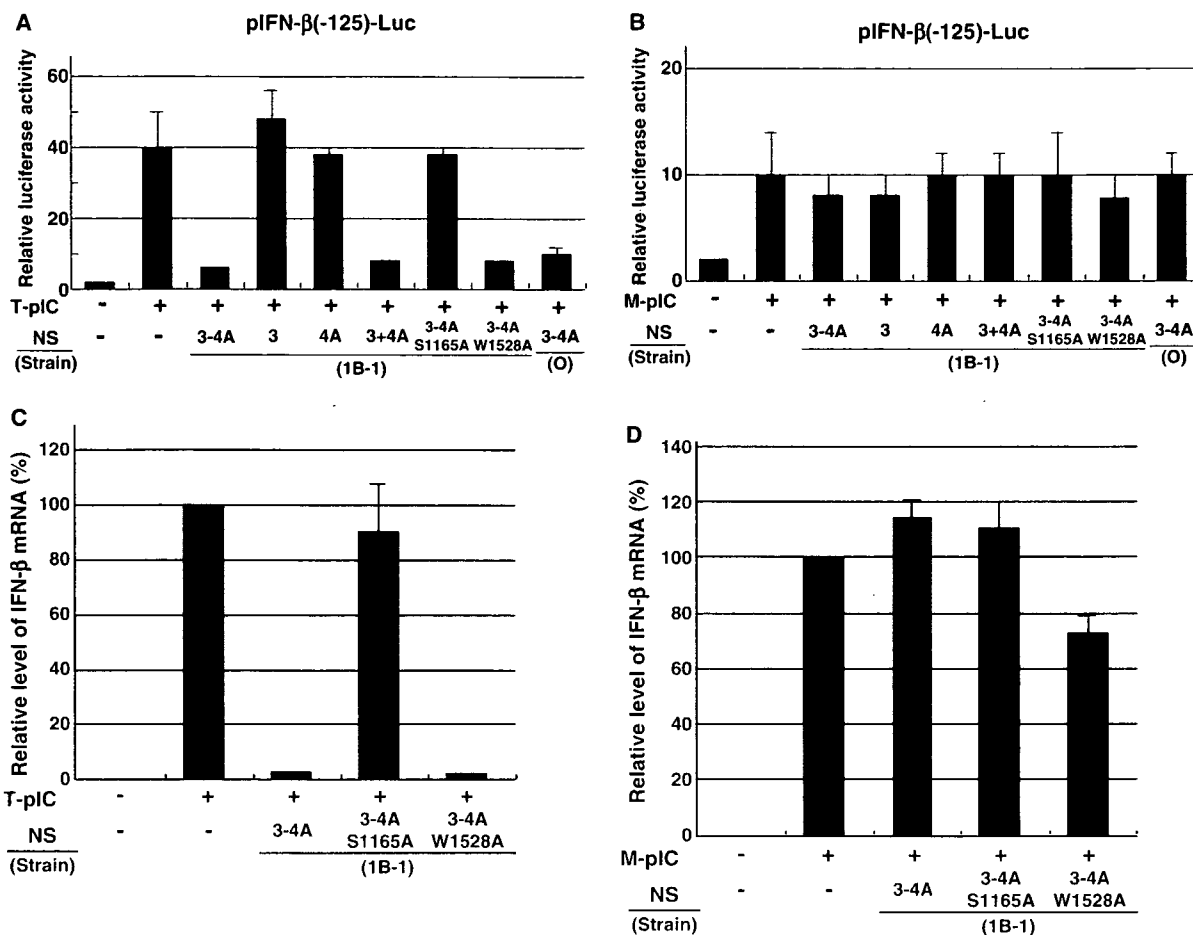 A
pIFN-β(-125)-Luc
Relative luciferase activity
60
40
20
0
T-pIC - + + + + + + + +
NS - - 3-4A 3 4A 3+4A 3-4A S1165A 3-4A W1528A 3-4A
(Strain) (1B-1) (O)
B
pIFN-β(-125)-Luc
Relative luciferase activity
20
10
0
M-pIC - + + + + + + + +
NS - - 3-4A 3 4A 3+4A 3-4A S1165A 3-4A W1528A 3-4A
(Strain) (1B-1) (O)
C
Relative level of IFN-β mRNA (%)
120
100
80
60
40
20
0
T-pIC - + + + +
NS - - 3-4A 3-4A S1165A 3-4A W1528A
(Strain) (1B-1)
D
Relative level of IFN-β mRNA (%)
140
120
100
80
60
40
20
0
M-pIC - + + + +
NS - - 3-4A 3-4A S1165A 3-4A W1528A
(Strain) (1B-1)